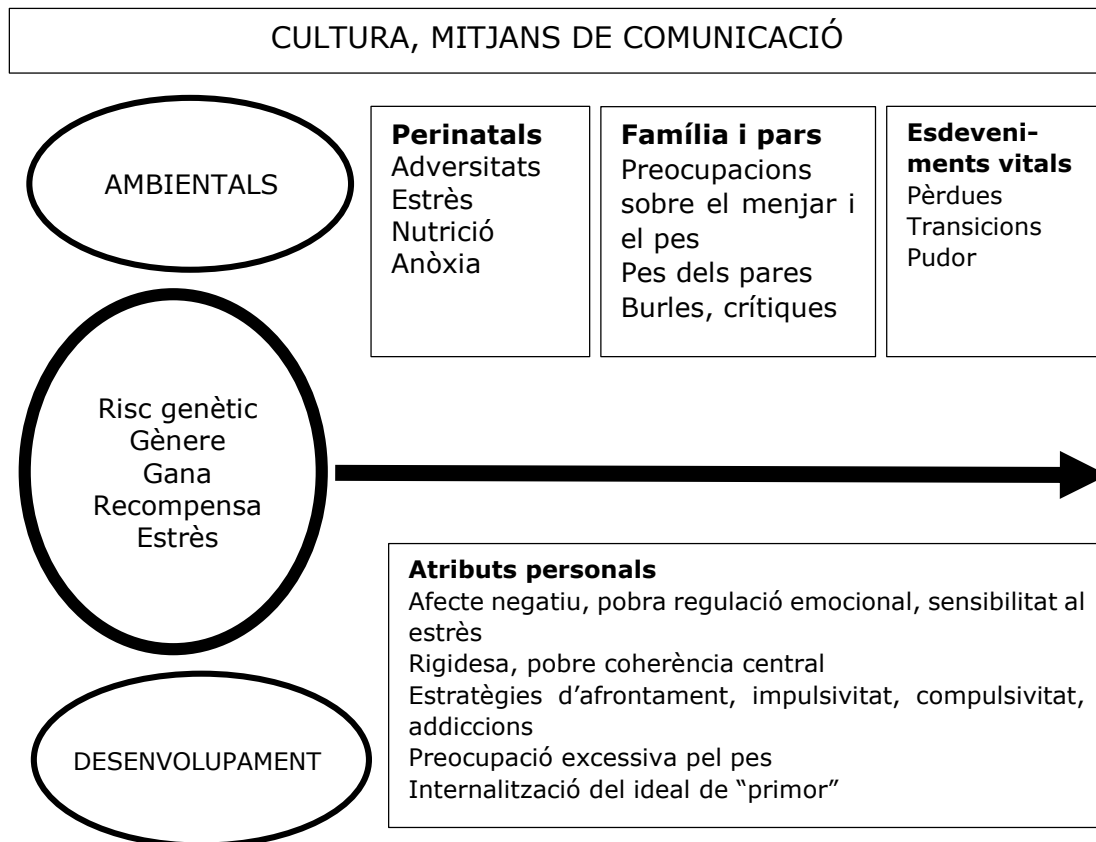 CULTURA, MITJANS DE COMUNICACIÓ
AMBIENTALS
Perinatals
Adversitats
Estrès
Nutrició
Anòxia
Família i pars
Preocupacions
sobre el menjar i
el pes
Pes dels pares
Burles, crítiques
Esdeveni-
ments vitals
Pèrdues
Transicions
Pudor
Risc genètic
Gènere
Gana
Recompensa
Estrès
Atributs personals
Afecte negatiu, pobra regulació emocional, sensibilitat al
estrès
Rigidesa, pobre coherència central
Estratègies d’afrontament, impulsivitat, compulsivitat,
addiccions
Preocupació excessiva pel pes
Internalització del ideal de “primor”
DESENVOLUPAMENT